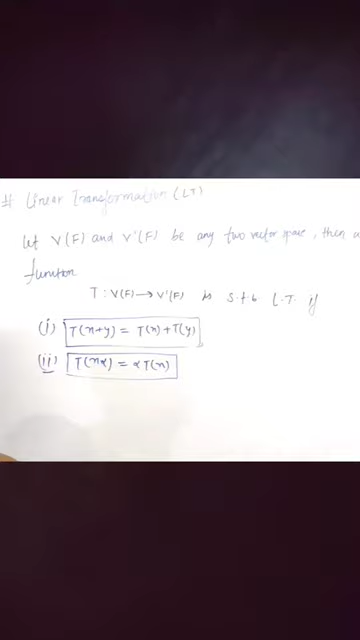 # Linear Transformation (LT)
Let V(F) and V'(F) be any two vector space, then a
function
T : V(F) → V'(F) is s.t.b L.T. if
(i) T(x+y) = T(x) + T(y)
(ii) T(xα) = α T(x)